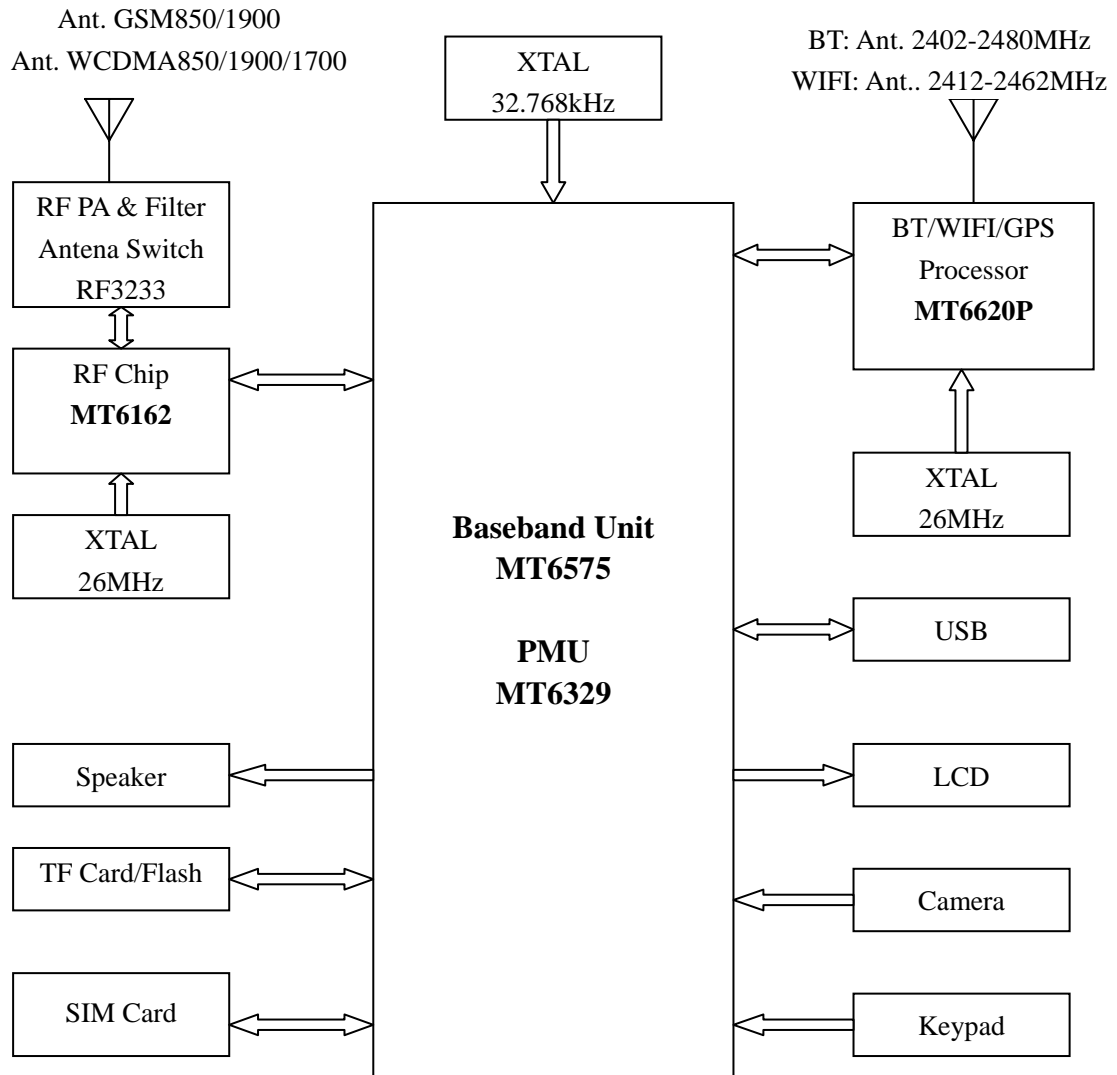 Ant. GSM850/1900
Ant. WCDMA850/1900/1700
XTAL
32.768kHz
BT: Ant. 2402-2480MHz
WIFI: Ant.. 2412-2462MHz
RF PA & Filter
Antena Switch
RF3233
RF Chip
MT6162
XTAL
26MHz
BT/WIFI/GPS
Processor
MT6620P
XTAL
26MHz
Baseband Unit
MT6575
PMU
MT6329
USB
Speaker
LCD
TF Card/Flash
Camera
SIM Card
Keypad